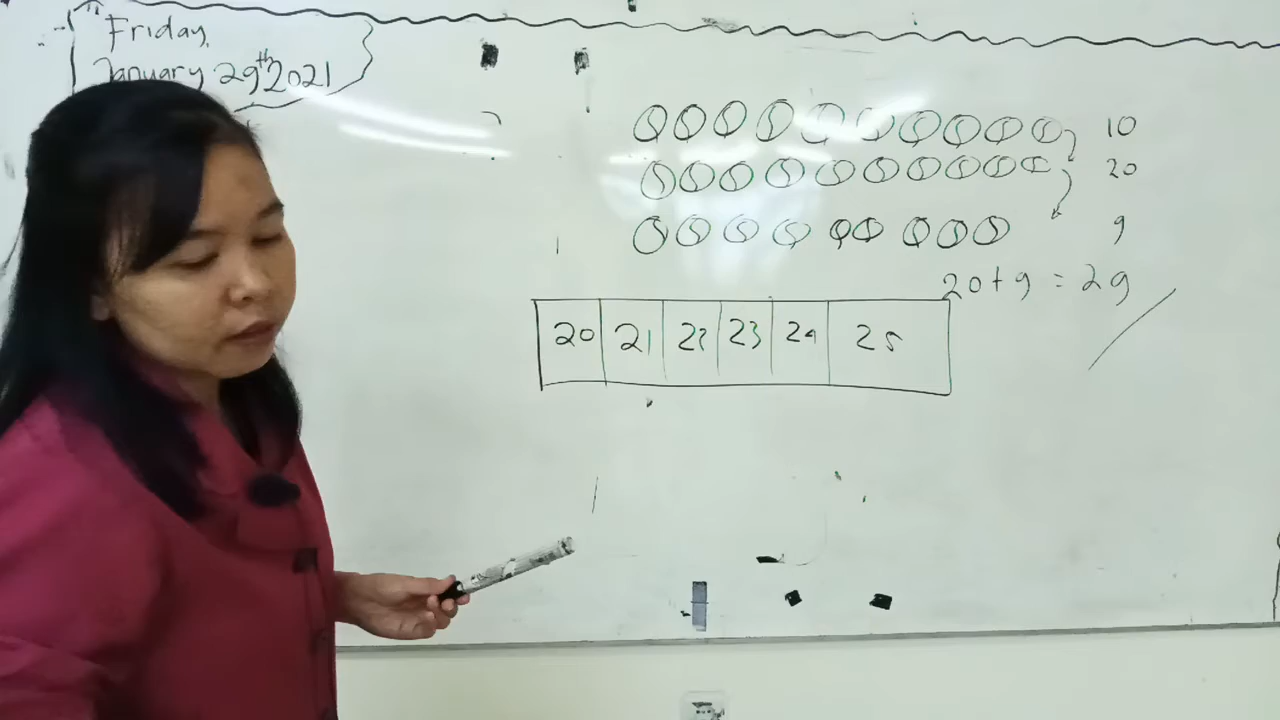 Friday,
January 29th 2021
10
20
9
20 + 9 = 29
20 21 22 23 24 25